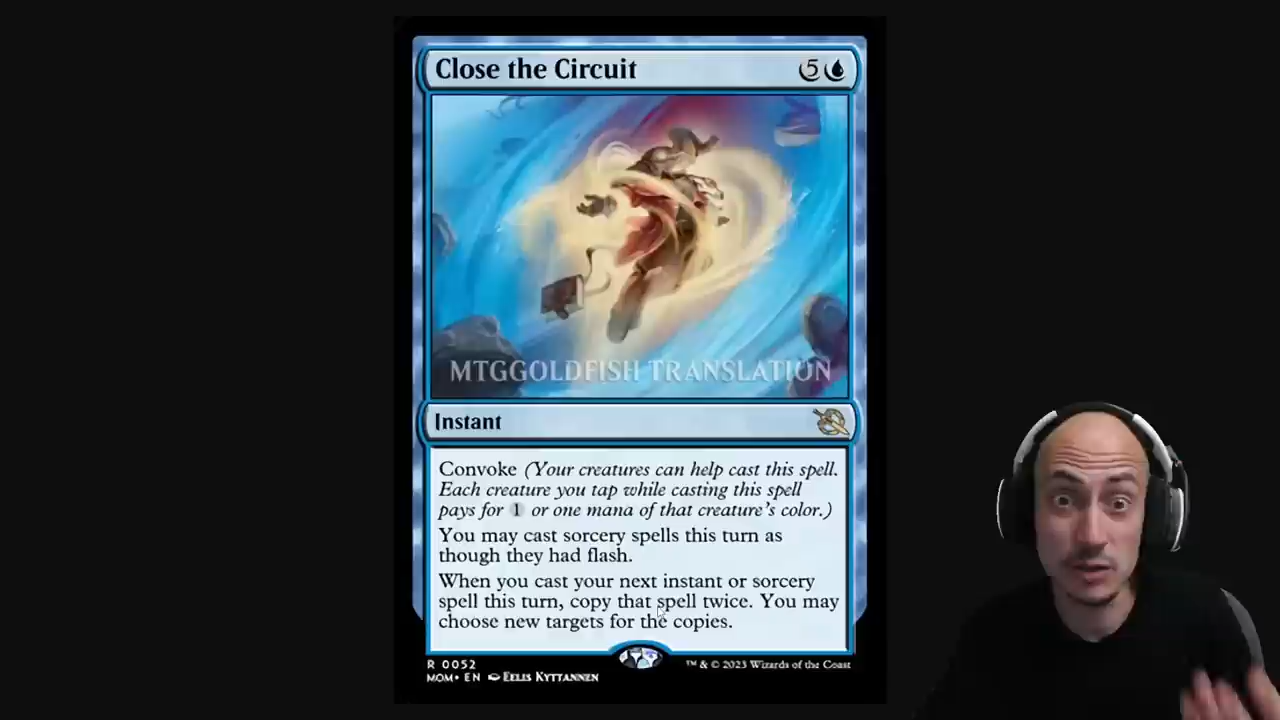 Close the Circuit 5
MTGGOLDFISH TRANSLATION
Instant
Convoke (Your creatures can help cast this spell.
Each creature you tap while casting this spell
pays for 1 or one mana of that creature's color.)
You may cast sorcery spells this turn as
though they had flash.
When you cast your next instant or sorcery
spell this turn, copy that spell twice. You may
choose new targets for the copies.
R 0052
MOM • EN EELIS KYTTANNEN
™ & © 2023 Wizards of the Coast